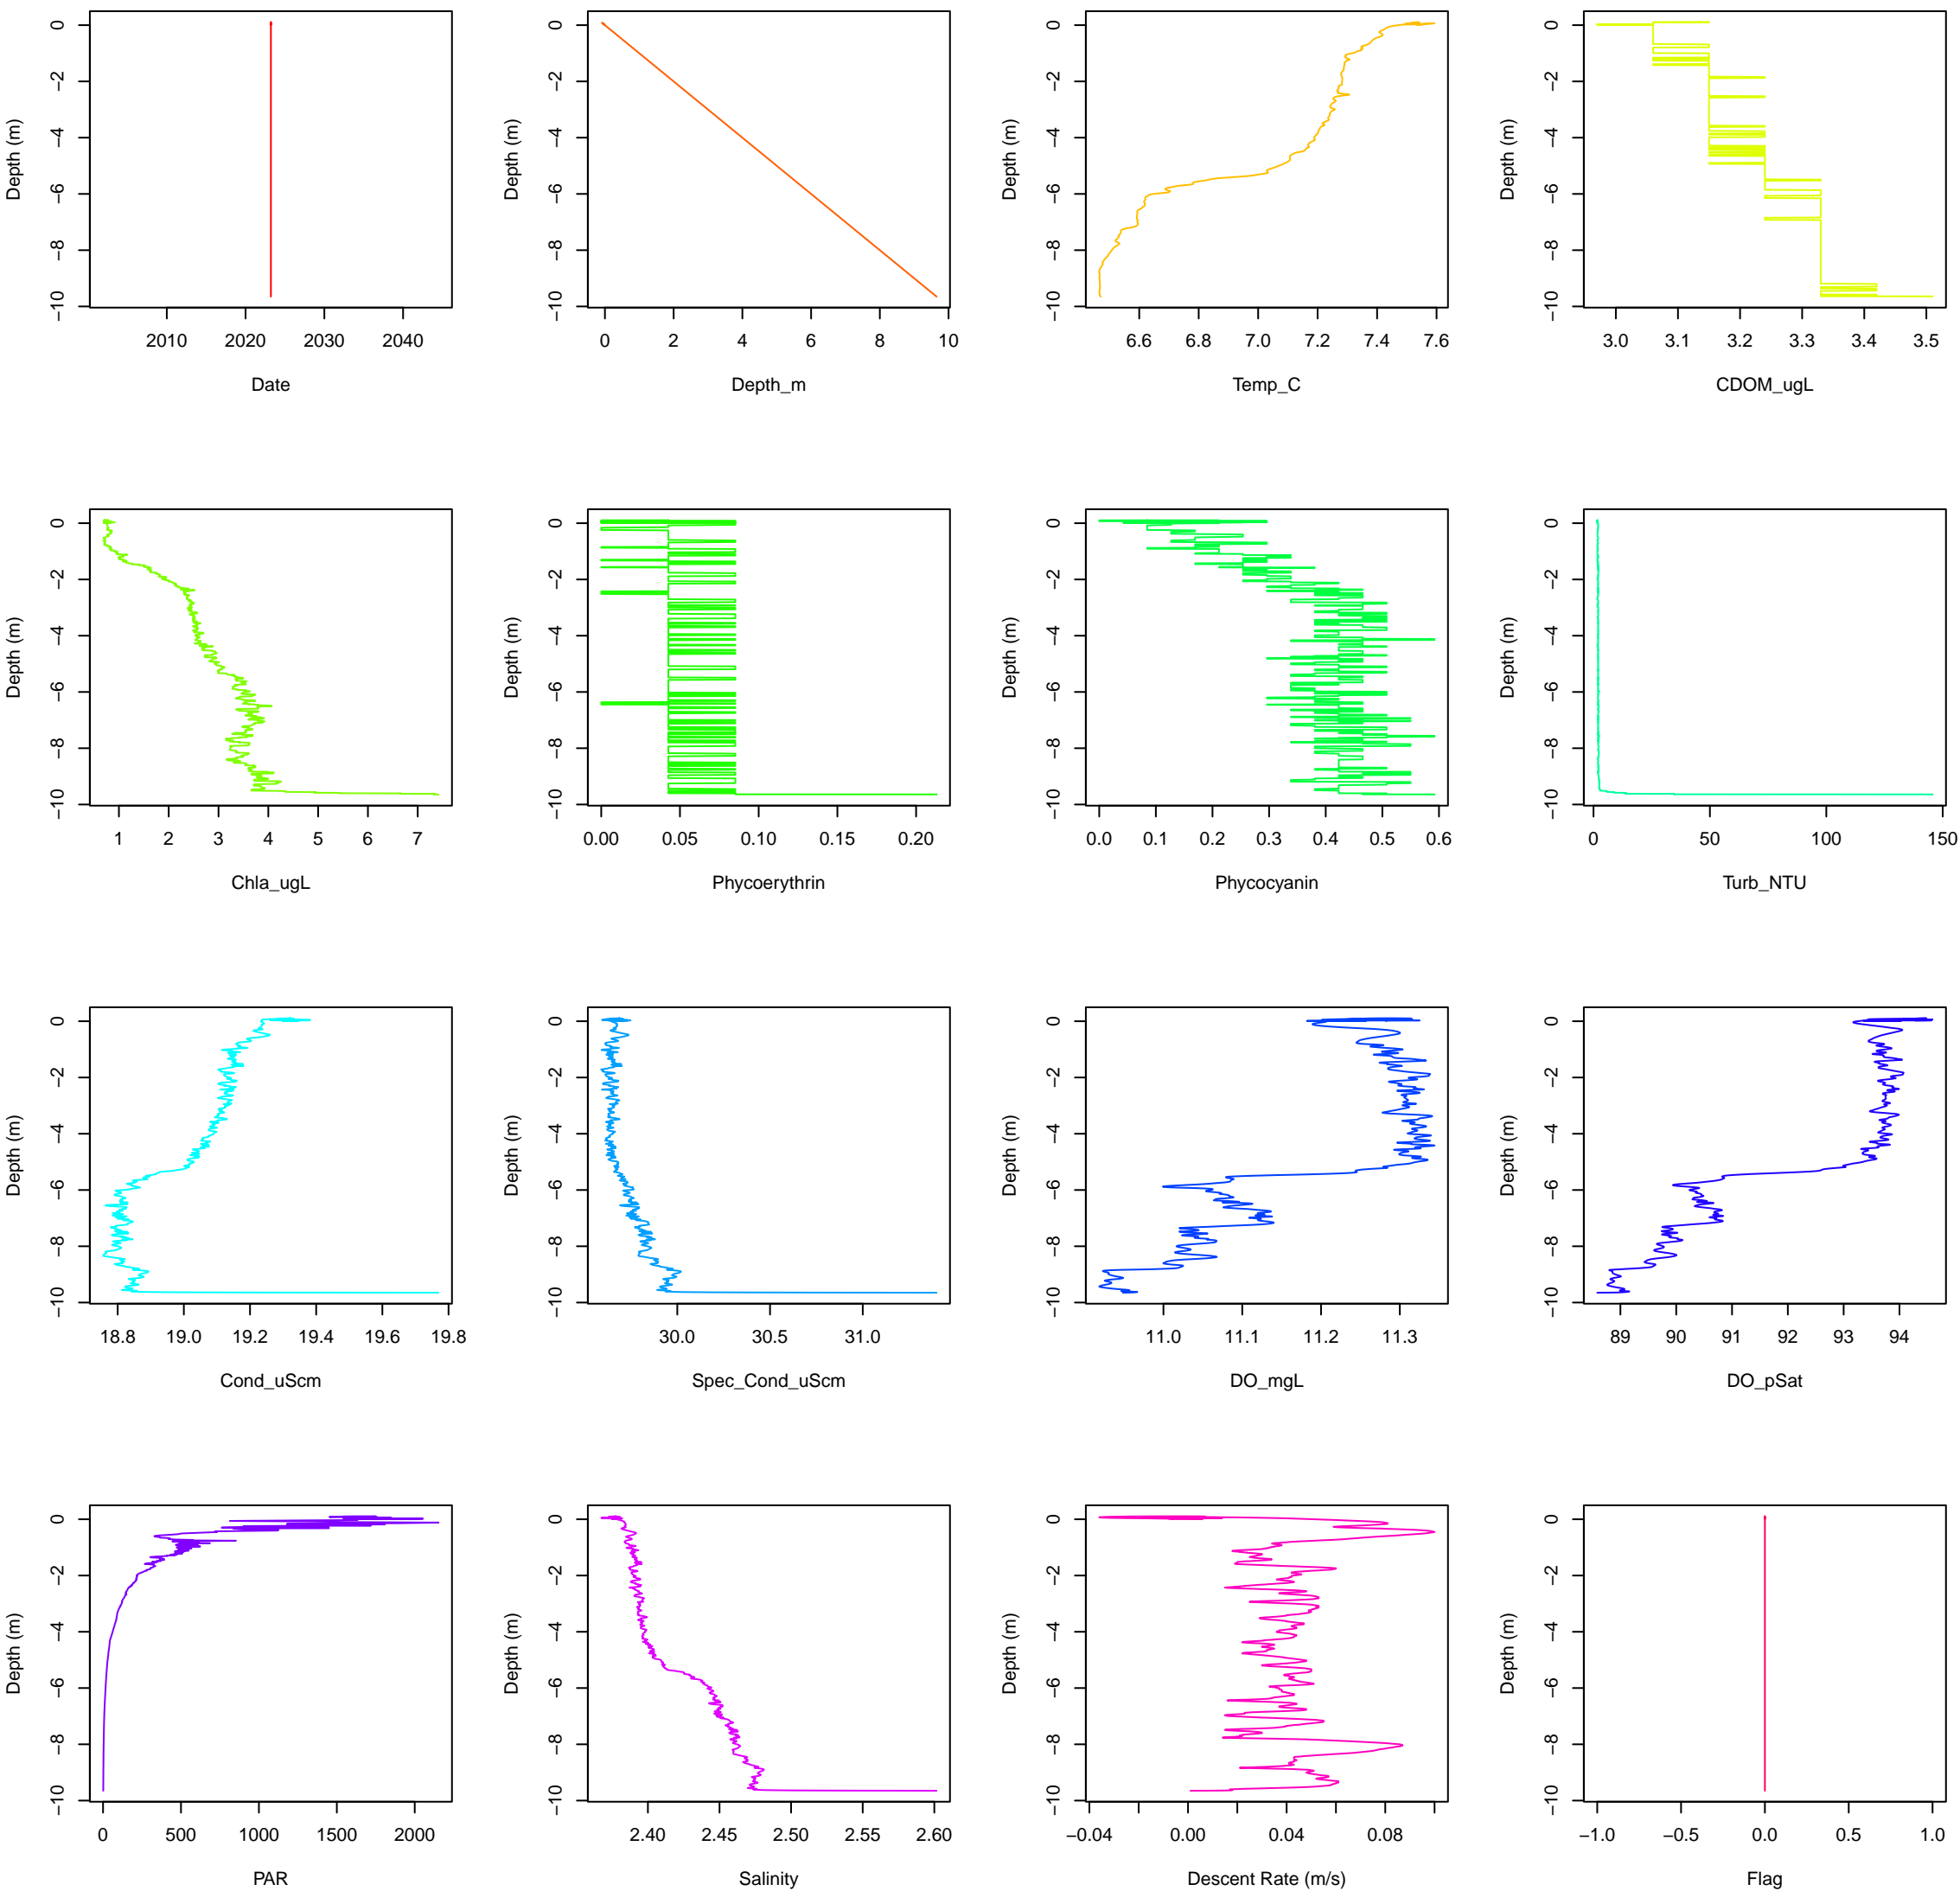 0 0 0 0
−2 −2 −2 −2
−4 −4 −4 −4
−6 −6 −6 −6
−8 −8 −8 −8
−10 −10 −10 −10
Depth (m) Depth (m) Depth (m) Depth (m)
2010 2020 2030 2040 0 2 4 6 8 10 6.6 6.8 7.0 7.2 7.4 7.6 3.0 3.1 3.2 3.3 3.4 3.5
Date Depth_m Temp_C CDOM_ugL
0 0 0 0
−2 −2 −2 −2
−4 −4 −4 −4
−6 −6 −6 −6
−8 −8 −8 −8
−10 −10 −10 −10
Depth (m) Depth (m) Depth (m) Depth (m)
1 2 3 4 5 6 7 0.00 0.05 0.10 0.15 0.20 0.0 0.1 0.2 0.3 0.4 0.5 0.6 0 50 100 150
Chla_ugL Phycoerythrin Phycocyanin Turb_NTU
0 0 0 0
−2 −2 −2 −2
−4 −4 −4 −4
−6 −6 −6 −6
−8 −8 −8 −8
−10 −10 −10 −10
Depth (m) Depth (m) Depth (m) Depth (m)
18.8 19.0 19.2 19.4 19.6 19.8 30.0 30.5 31.0 11.0 11.1 11.2 11.3 89 90 91 92 93 94
Cond_uScm Spec_Cond_uScm DO_mgL DO_pSat
0 0 0 0
−2 −2 −2 −2
−4 −4 −4 −4
−6 −6 −6 −6
−8 −8 −8 −8
−10 −10 −10 −10
Depth (m) Depth (m) Depth (m) Depth (m)
0 500 1000 1500 2000 2.40 2.45 2.50 2.55 2.60 −0.04 0.00 0.04 0.08 −1.0 −0.5 0.0 0.5 1.0
PAR Salinity Descent Rate (m/s) Flag